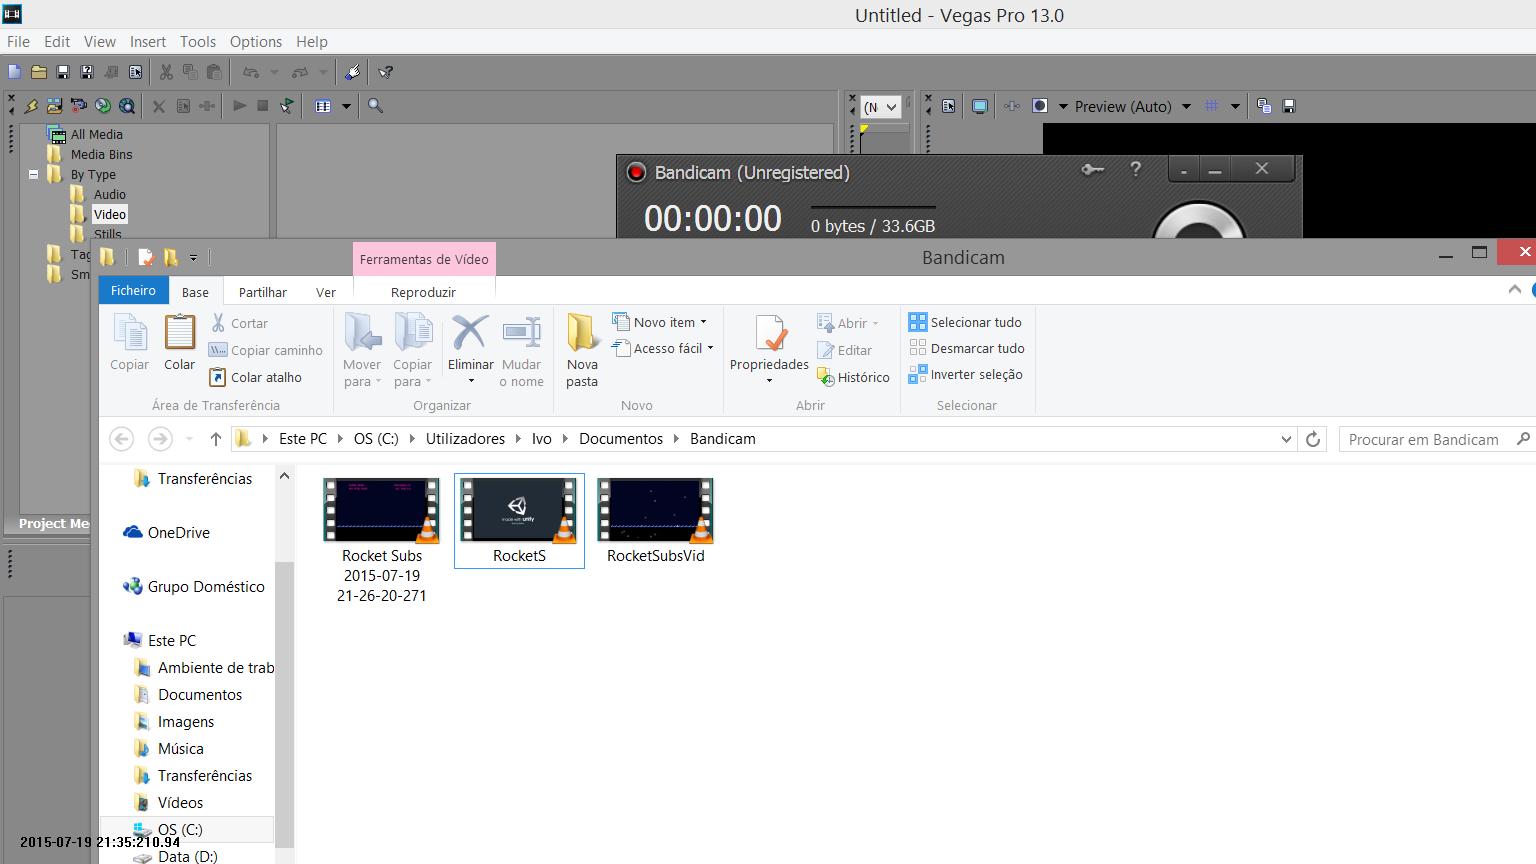 Untitled - Vegas Pro 13.0
File Edit View Insert Tools Options Help
(N
Preview (Auto)
All Media
Media Bins
By Type
Audio
Video
Stills
Tag
Sm
Project Me
Bandicam (Unregistered)
00:00:00
0 bytes / 33.6GB
Ferramentas de Vídeo
Bandicam
Ficheiro Base Partilhar Ver Reproduzir
Copiar
Colar
Cortar
Copiar caminho
Colar atalho
Área de Transferência
Mover para
Copiar para
Eliminar
Mudar o nome
Organizar
Nova pasta
Novo item
Acesso fácil
Novo
Propriedades
Abrir
Editar
Histórico
Abrir
Selecionar tudo
Desmarcar tudo
Inverter seleção
Selecionar
Este PC OS (C:) Utilizadores Ivo Documentos Bandicam
Procurar em Bandicam
Transferências
OneDrive
Grupo Doméstico
Este PC
Ambiente de trab
Documentos
Imagens
Música
Transferências
Vídeos
OS (C:)
Data (D:)
made with unity
Rocket Subs
2015-07-19
21-26-20-271
RocketS
RocketSubsVid
2015-07-19 21:35:210.94